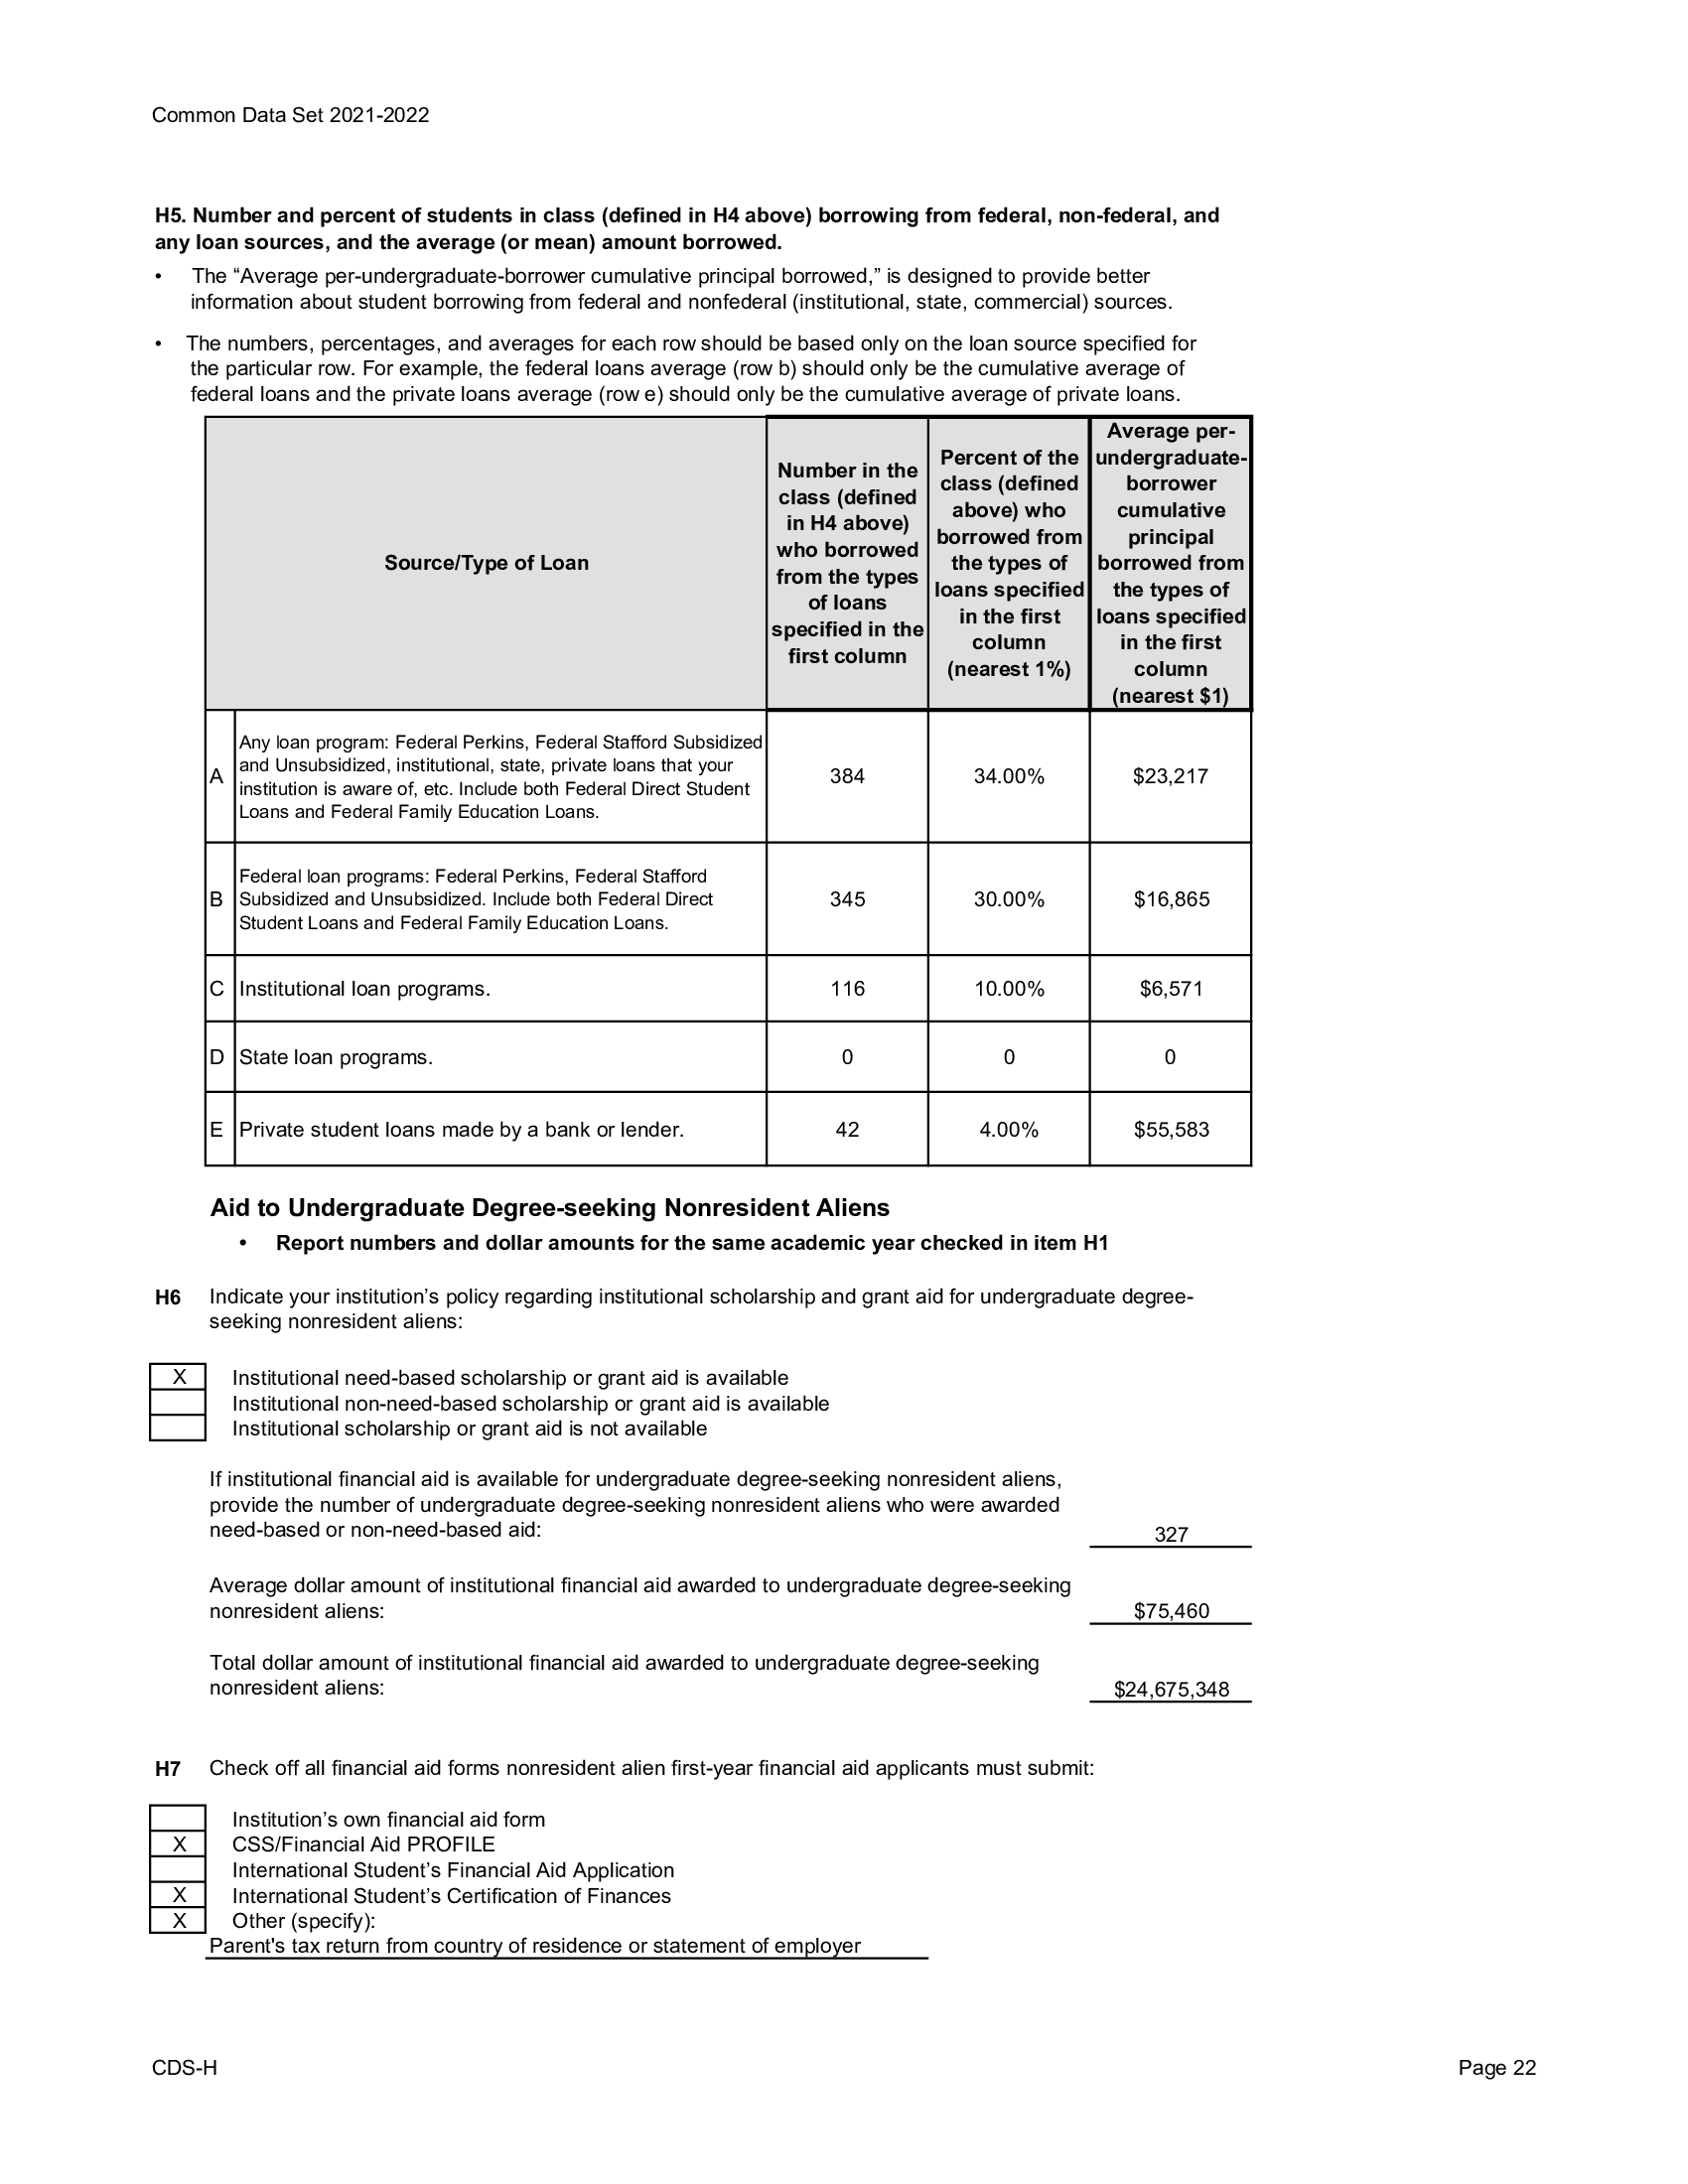 Common Data Set 2021-2022
H5. Number and percent of students in class (defined in H4 above) borrowing from federal, non-federal, and
any loan sources, and the average (or mean) amount borrowed.
• The “Average per-undergraduate-borrower cumulative principal borrowed,” is designed to provide better
information about student borrowing from federal and nonfederal (institutional, state, commercial) sources.
• The numbers, percentages, and averages for each row should be based only on the loan source specified for
the particular row. For example, the federal loans average (row b) should only be the cumulative average of
federal loans and the private loans average (row e) should only be the cumulative average of private loans.
Source/Type of Loan
Number in the
class (defined
in H4 above)
who borrowed
from the types
of loans
specified in the
first column
Percent of the
class (defined
above) who
borrowed from
the types of
loans specified
in the first
column
(nearest 1%)
Average per-
undergraduate-
borrower
cumulative
principal
borrowed from
the types of
loans specified
in the first
column
(nearest $1)
A
Any loan program: Federal Perkins, Federal Stafford Subsidized
and Unsubsidized, institutional, state, private loans that your
institution is aware of, etc. Include both Federal Direct Student
Loans and Federal Family Education Loans.
384
34.00%
$23,217
B
Federal loan programs: Federal Perkins, Federal Stafford
Subsidized and Unsubsidized. Include both Federal Direct
Student Loans and Federal Family Education Loans.
345
30.00%
$16,865
C Institutional loan programs. 116 10.00% $6,571
D State loan programs. 0 0 0
E Private student loans made by a bank or lender. 42 4.00% $55,583
Aid to Undergraduate Degree-seeking Nonresident Aliens
• Report numbers and dollar amounts for the same academic year checked in item H1
H6 Indicate your institution’s policy regarding institutional scholarship and grant aid for undergraduate degree-
seeking nonresident aliens:
X Institutional need-based scholarship or grant aid is available
Institutional non-need-based scholarship or grant aid is available
Institutional scholarship or grant aid is not available
If institutional financial aid is available for undergraduate degree-seeking nonresident aliens,
provide the number of undergraduate degree-seeking nonresident aliens who were awarded
need-based or non-need-based aid: 327
Average dollar amount of institutional financial aid awarded to undergraduate degree-seeking
nonresident aliens: $75,460
Total dollar amount of institutional financial aid awarded to undergraduate degree-seeking
nonresident aliens: $24,675,348
H7 Check off all financial aid forms nonresident alien first-year financial aid applicants must submit:
Institution’s own financial aid form
X CSS/Financial Aid PROFILE
International Student’s Financial Aid Application
X International Student’s Certification of Finances
X Other (specify):
Parent's tax return from country of residence or statement of employer
CDS-H Page 22